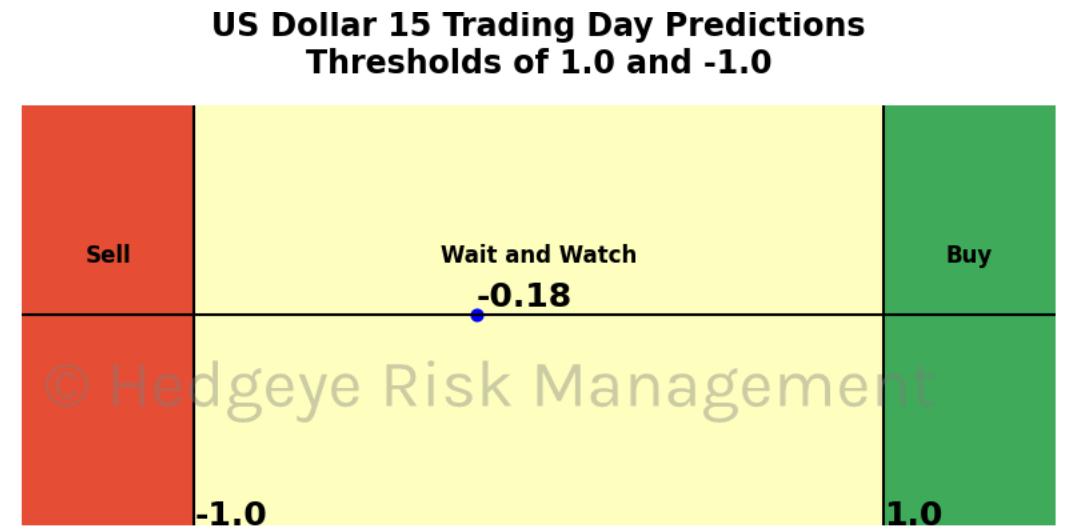 US Dollar 15 Trading Day Predictions
Thresholds of 1.0 and -1.0
Sell
Wait and Watch
Buy
-0.18
© Hedgeye Risk Management
-1.0
1.0